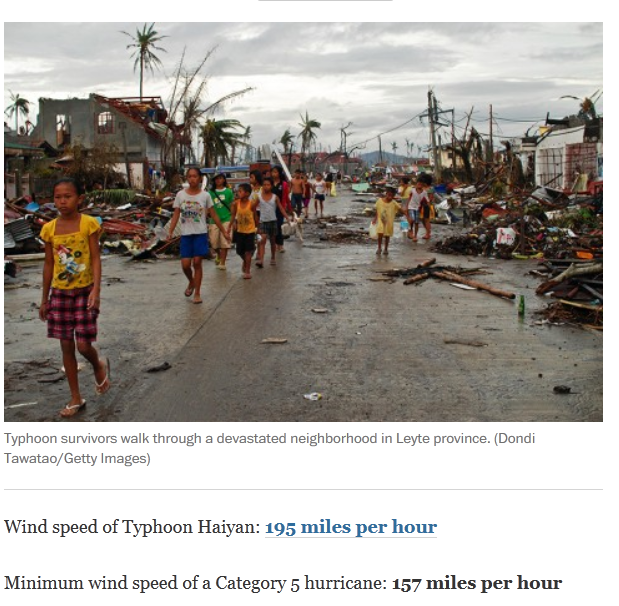 Typhoon survivors walk through a devastated neighborhood in Leyte province. (Dondi
Tawatao/Getty Images)
Wind speed of Typhoon Haiyan: 195 miles per hour
Minimum wind speed of a Category 5 hurricane: 157 miles per hour